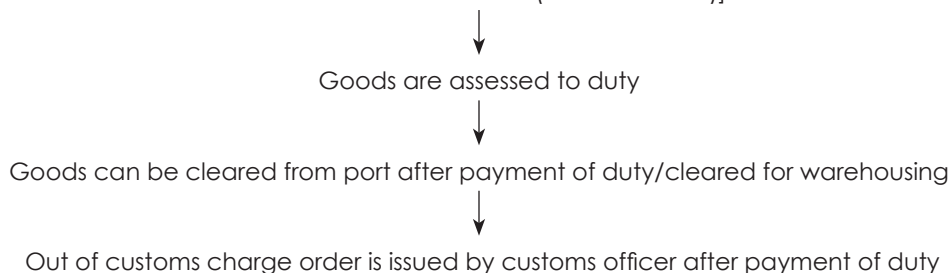 Goods are assessed to duty
Goods can be cleared from port after payment of duty/cleared for warehousing
Out of customs charge order is issued by customs officer after payment of duty